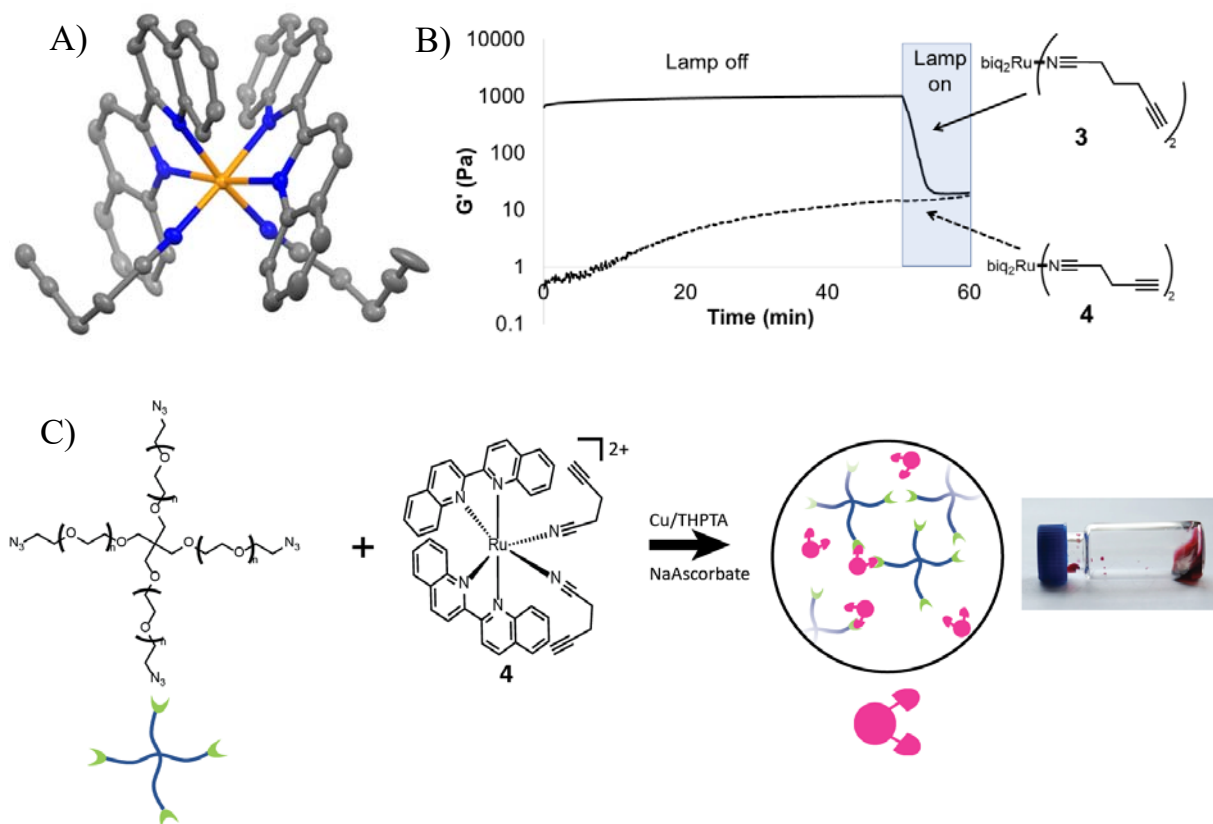 A)
B)
10000
1000
100
10
1
0.1
G' (Pa)
0
20
40
60
Time (min)
Lamp off
Lamp
on
biq₂Ru
N
2
3
biq₂Ru
N
2
4
C)
N₃
O
n
O
N₃
O
n
O
O
O
n
N₃
O
O
n
N₃
+
2+
N
N
N
N
Ru
N
N
4
Cu/THPTA
NaAscorbate